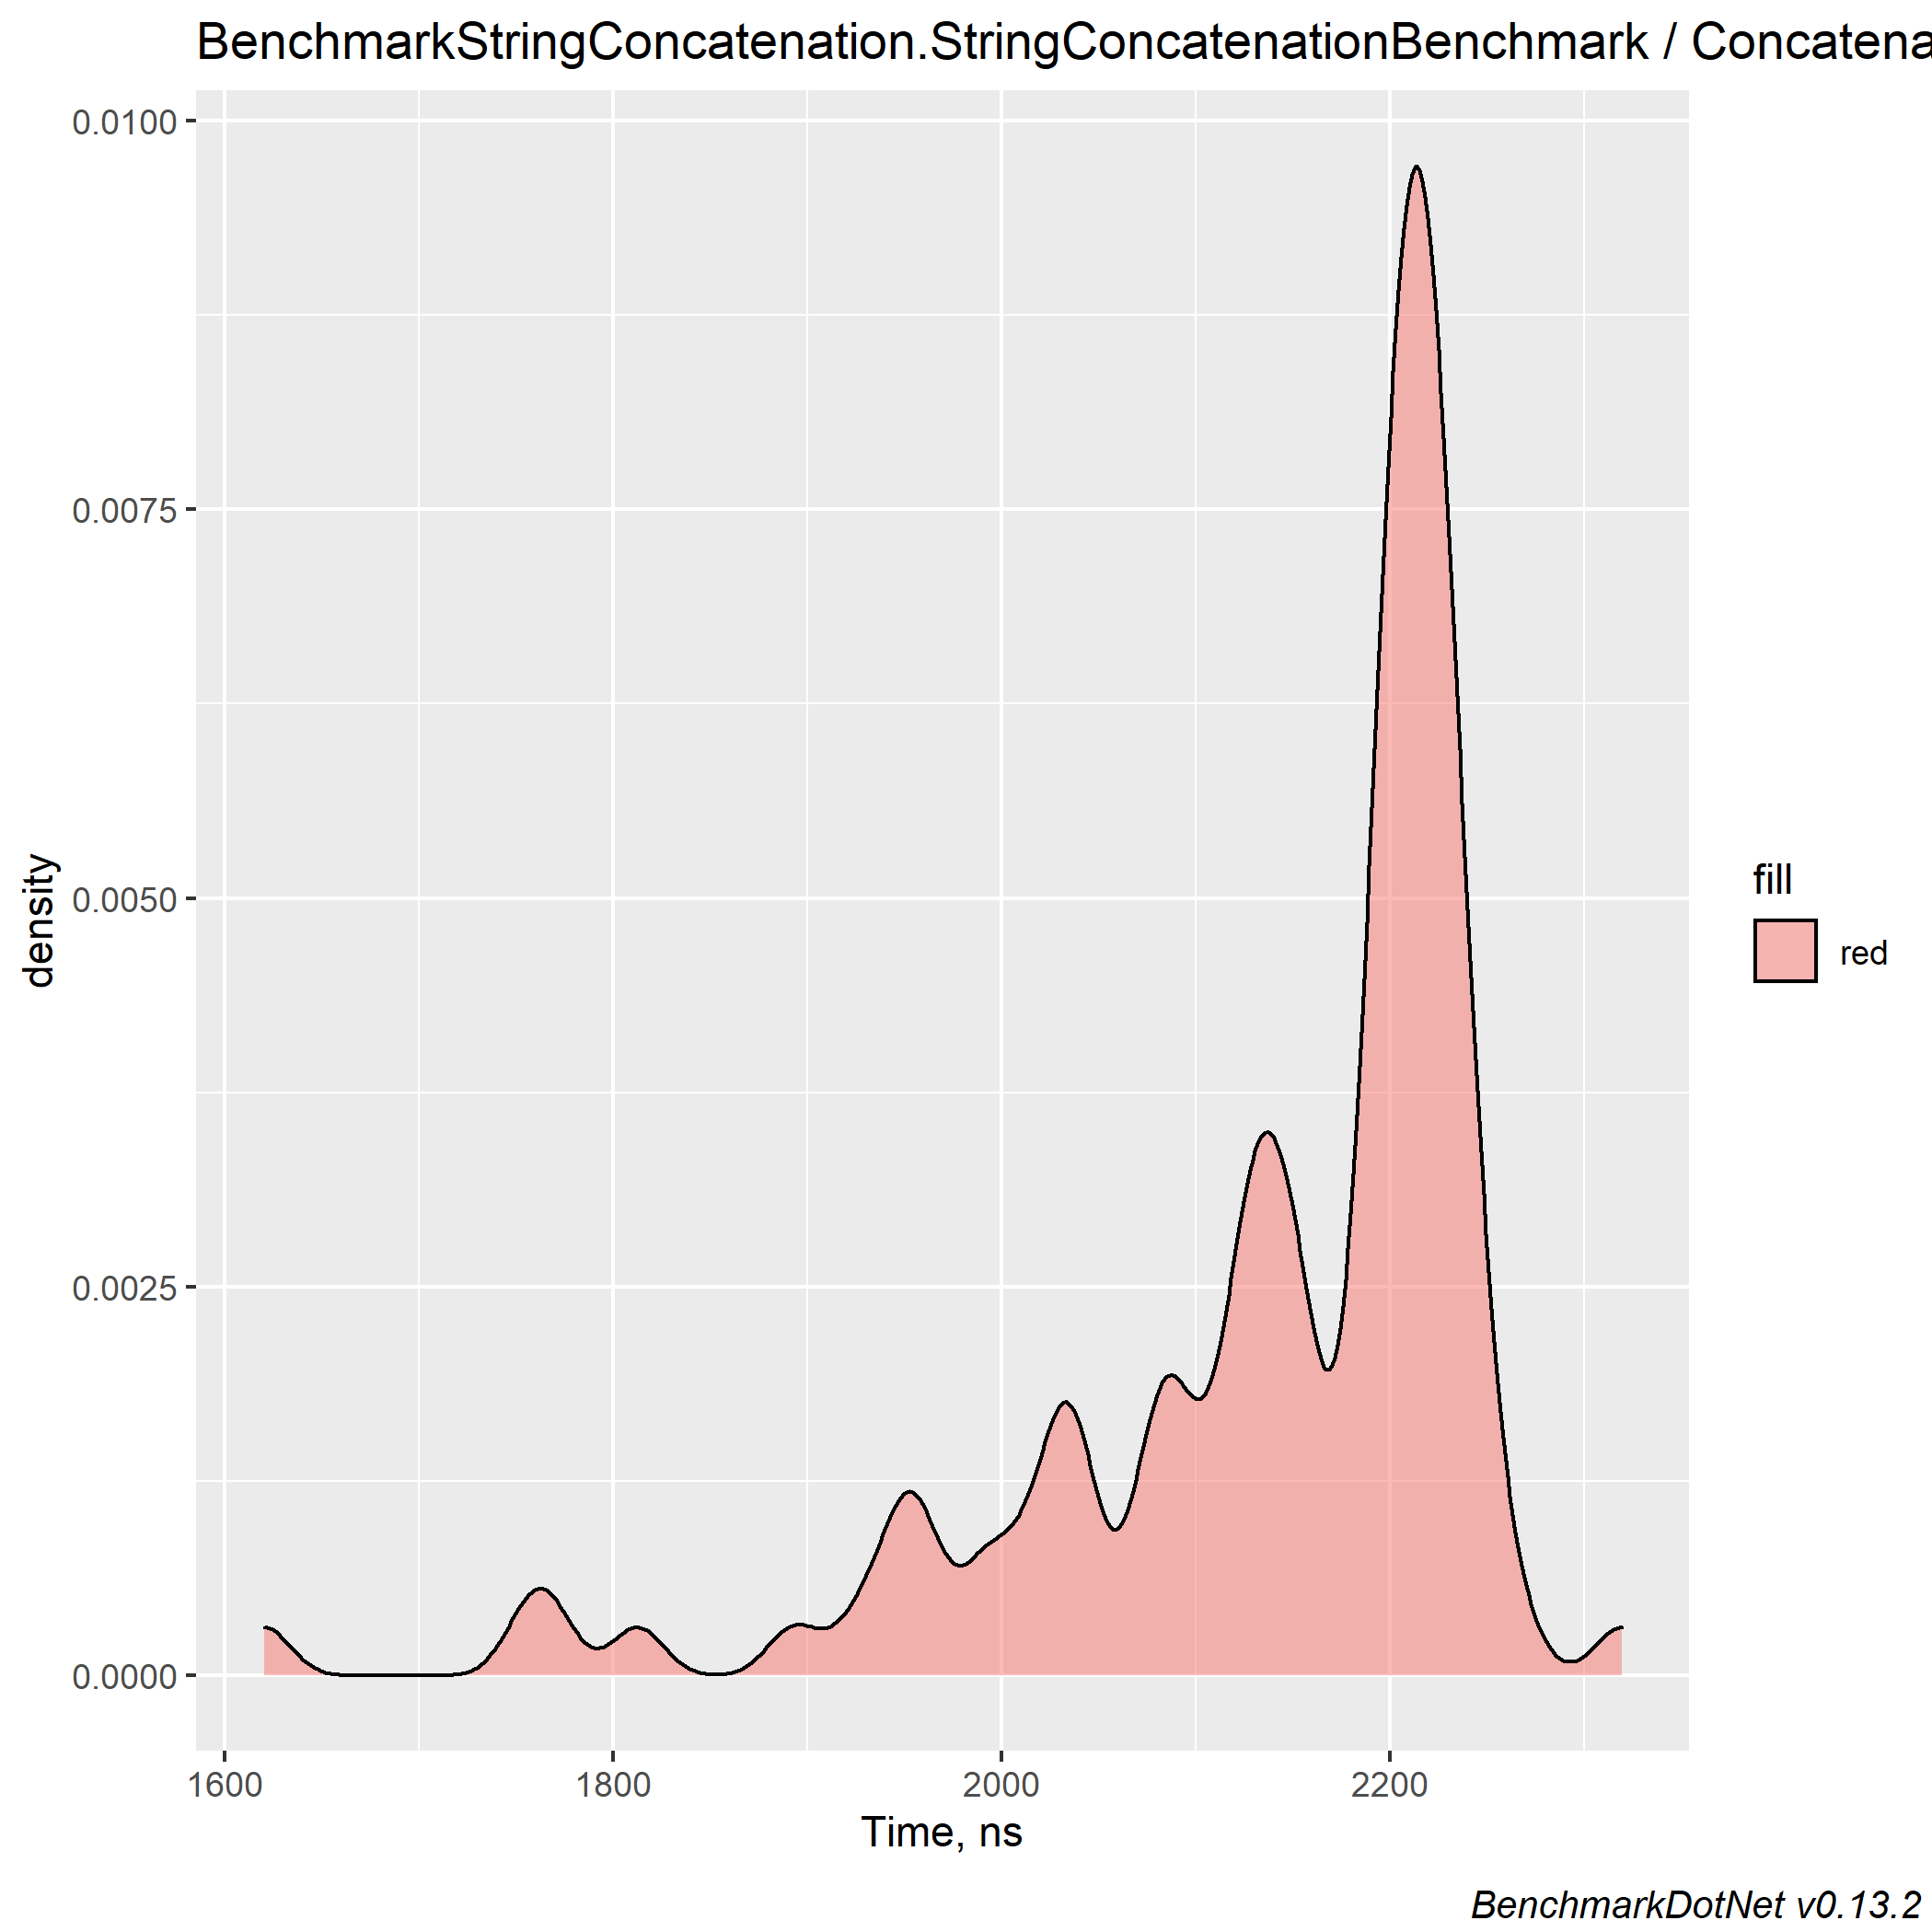 BenchmarkStringConcatenation.StringConcatenationBenchmark / Concatena
0.0100
0.0075
0.0050
0.0025
0.0000
density
1600 1800 2000 2200
Time, ns
fill
red
BenchmarkDotNet v0.13.2